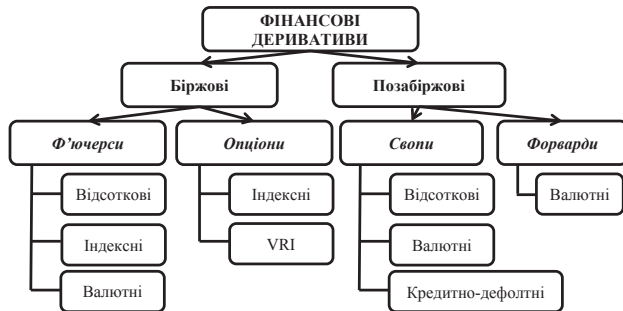 ФІНАНСОВІ
ДЕРИВАТИВИ
Біржові
Позабіржові
Ф’ючерси
Опціони
Свопи
Форварди
Відсоткові
Індексні
Відсоткові
Валютні
Індексні
VRI
Валютні
Валютні
Кредитно-дефолтні